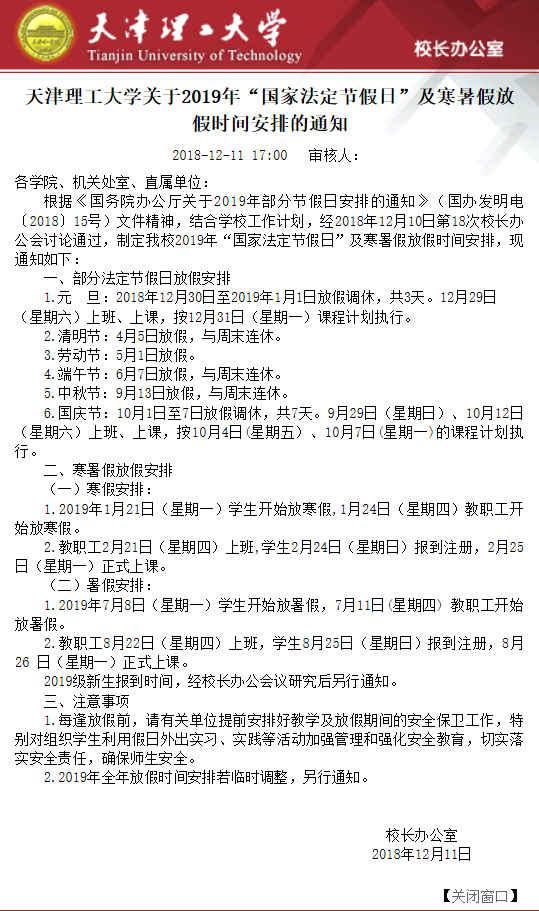 天津理工大学
Tianjin University of Technology
校长办公室
天津理工大学关于2019年“国家法定节假日”及寒暑假放
假时间安排的通知
2018-12-11 17:00 审核人：
各学院、机关处室、直属单位：
根据《国务院办公厅关于2019年部分节假日安排的通知》（国办发明电
〔2018〕15号）文件精神，结合学校工作计划，经2018年12月10日第18次校长办
公会讨论通过，制定我校2019年“国家法定节假日”及寒暑假放假时间安排，现
通知如下：
一、部分法定节假日放假安排
1.元 旦：2018年12月30日至2019年1月1日放假调休，共3天。12月29日
（星期六）上班、上课，按12月31日（星期一）课程计划执行。
2.清明节：4月5日放假，与周末连休。
3.劳动节：5月1日放假。
4.端午节：6月7日放假，与周末连休。
5.中秋节：9月13日放假，与周末连休。
6.国庆节：10月1日至7日放假调休，共7天。9月29日（星期日）、10月12日
（星期六）上班、上课，按10月4日(星期五）、10月7日(星期一)的课程计划执
行。
二、寒暑假放假安排
（一）寒假安排：
1.2019年1月21日（星期一）学生开始放寒假,1月24日（星期四）教职工开
始放寒假。
2.教职工2月21日（星期四）上班,学生2月24日（星期日）报到注册，2月25
日（星期一）正式上课。
（二）暑假安排：
1.2019年7月8日（星期一）学生开始放暑假，7月11日(星期四) 教职工开始
放暑假。
2.教职工8月22日（星期四）上班，学生8月25日（星期日）报到注册，8月
26 日（星期一）正式上课。
2019级新生报到时间，经校长办公会议研究后另行通知。
三、注意事项
1.每逢放假前，请有关单位提前安排好教学及放假期间的安全保卫工作，特
别对组织学生利用假日外出实习、实践等活动加强管理和强化安全教育，切实落
实安全责任，确保师生安全。
2.2019年全年放假时间安排若临时调整，另行通知。
校长办公室
2018年12月11日
【关闭窗口】